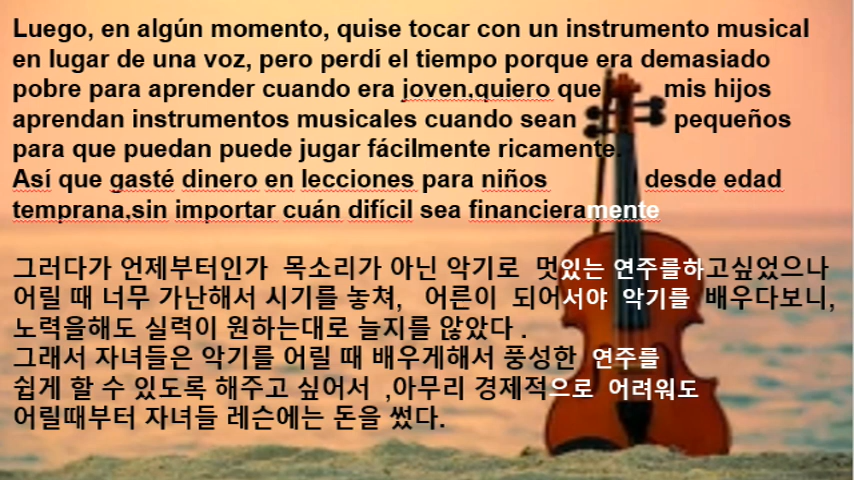 Luego, en algún momento, quise tocar con un instrumento musical
en lugar de una voz, pero perdí el tiempo porque era demasiado
pobre para aprender cuando era joven,quiero que mis hijos
aprendan instrumentos musicales cuando sean pequeños
para que puedan puede jugar fácilmente ricamente.
Así que gasté dinero en lecciones para niños desde edad
temprana,sin importar cuán difícil sea financieramente
그러다가 언제부터인가 목소리가 아닌 악기로 멋있는 연주를하고싶었으나
어릴 때 너무 가난해서 시기를 놓쳐, 어른이 되어서야 악기를 배우다보니,
노력을해도 실력이 원하는대로 늘지를 않았다 .
그래서 자녀들은 악기를 어릴 때 배우게해서 풍성한 연주를
쉽게 할 수 있도록 해주고 싶어서 ,아무리 경제적으로 어려워도
어릴때부터 자녀들 레슨에는 돈을 썼다.